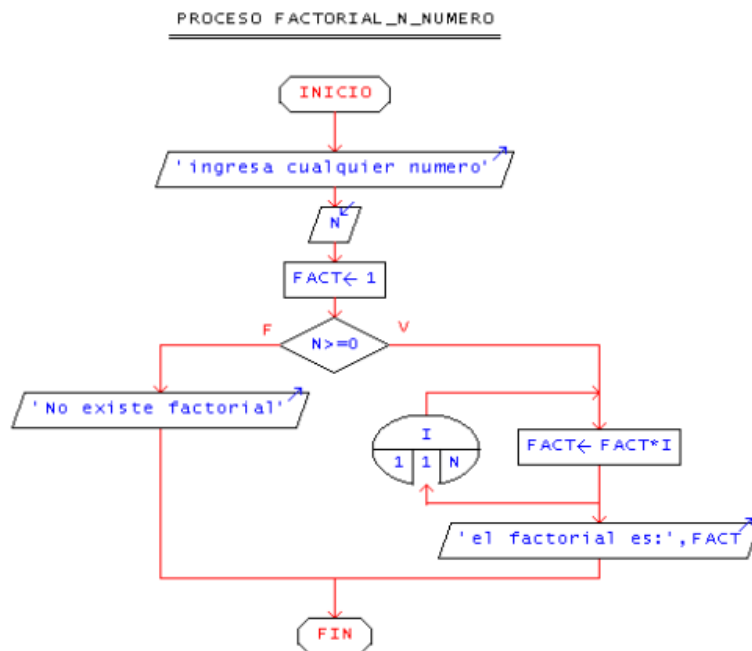 PROCESO FACTORIAL_N_NUMERO
INICIO
'ingresa cualquier numero'
N
FACT← 1
F
V
N>=0
'No existe factorial'
I
1 1 N
FACT← FACT*I
'el factorial es:',FACT
FIN